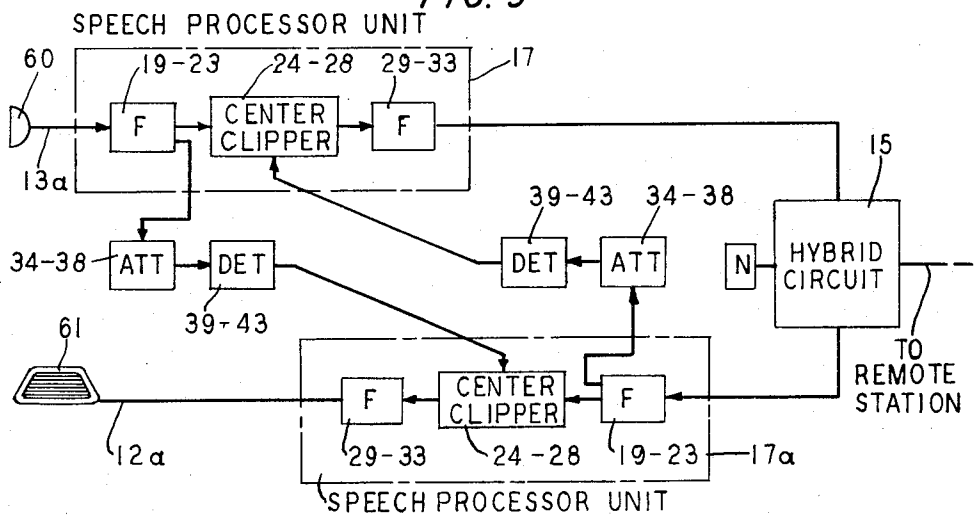 FIG. 5
SPEECH PROCESSOR UNIT
60
19-23
24-28
29-33
17
F
CENTER
CLIPPER
F
13a
15
39-43
34-38
34-38
ATT
DET
DET
ATT
N
HYBRID
CIRCUIT
39-43
61
TO
REMOTE
STATION
F
CENTER
CLIPPER
F
12a
29-33
24-28
19-23
17a
SPEECH PROCESSOR UNIT